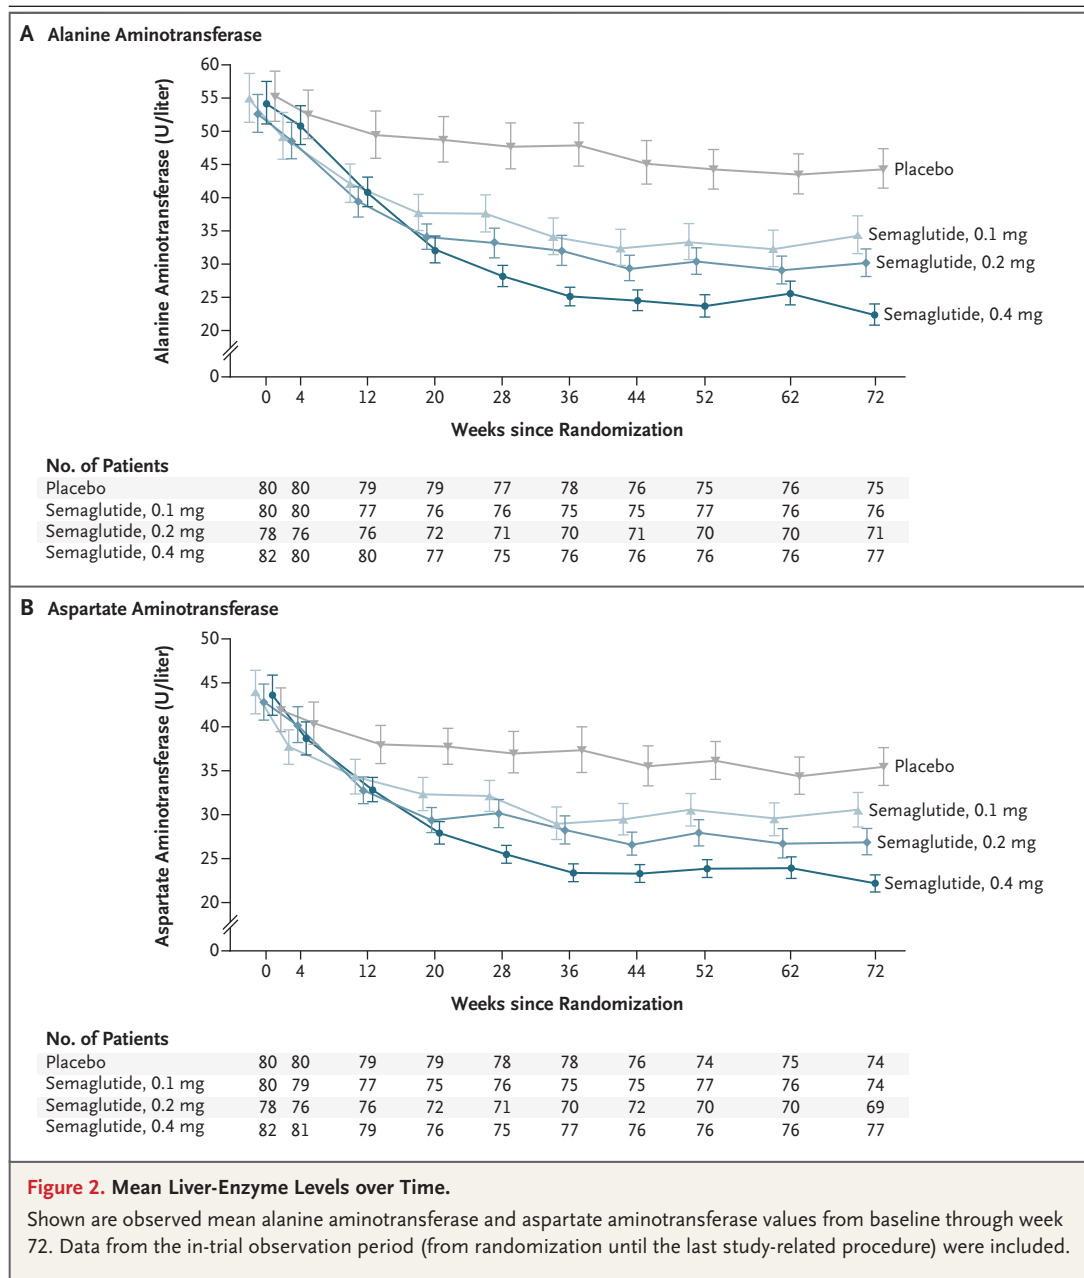 A Alanine Aminotransferase
Alanine Aminotransferase (U/liter)
60
55
50
45
40
35
30
25
20
0
Placebo
Semaglutide, 0.1 mg
Semaglutide, 0.2 mg
Semaglutide, 0.4 mg
0 4 12 20 28 36 44 52 62 72
Weeks since Randomization
No. of Patients
Placebo 80 80 79 79 77 78 76 75 76 75
Semaglutide, 0.1 mg 80 80 77 76 76 75 75 77 76 76
Semaglutide, 0.2 mg 78 76 76 72 71 70 71 70 70 71
Semaglutide, 0.4 mg 82 80 80 77 75 76 76 76 76 77
B Aspartate Aminotransferase
Aspartate Aminotransferase (U/liter)
50
45
40
35
30
25
20
0
Placebo
Semaglutide, 0.1 mg
Semaglutide, 0.2 mg
Semaglutide, 0.4 mg
0 4 12 20 28 36 44 52 62 72
Weeks since Randomization
No. of Patients
Placebo 80 80 79 79 78 78 76 74 75 74
Semaglutide, 0.1 mg 80 79 77 75 76 75 75 77 76 74
Semaglutide, 0.2 mg 78 76 76 72 71 70 72 70 70 69
Semaglutide, 0.4 mg 82 81 79 76 75 77 76 76 76 77
Figure 2. Mean Liver-Enzyme Levels over Time.
Shown are observed mean alanine aminotransferase and aspartate aminotransferase values from baseline through week
72. Data from the in-trial observation period (from randomization until the last study-related procedure) were included.